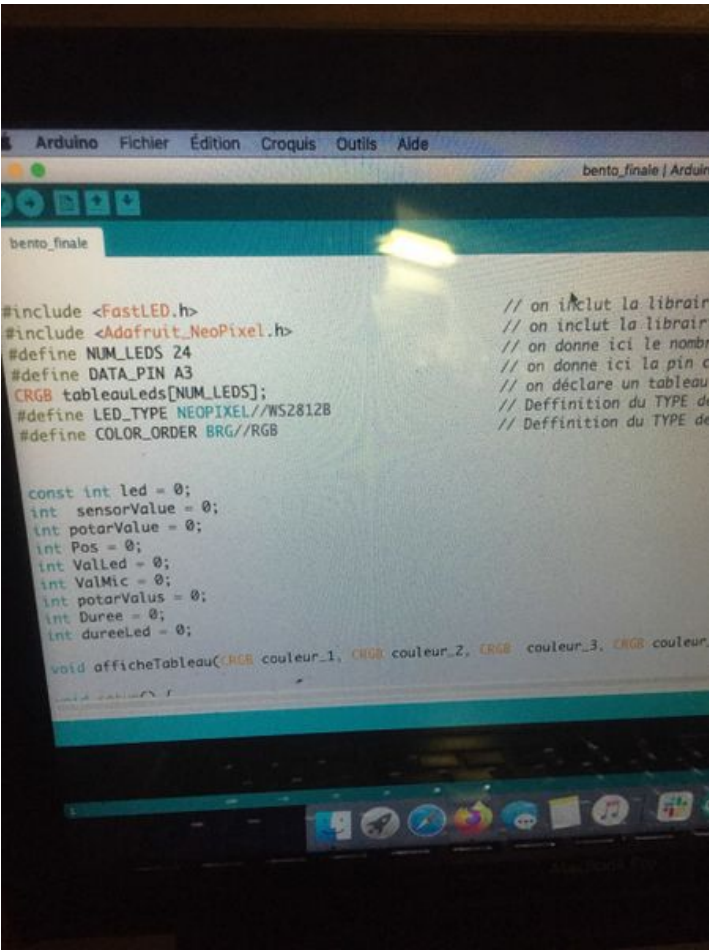 Arduino Fichier Édition Croquis Outils Aide
bento_finale | Arduin
bento_finale
#include <FastLED.h> // on inclut la librair
#include <Adafruit_NeoPixel.h> // on inclut la librair
#define NUM_LEDS 24 // on donne ici le nombr
#define DATA_PIN A3 // on donne ici la pin
CRGB tableauLeds[NUM_LEDS]; // on déclare un tableau
#define LED_TYPE NEOPIXEL//WS2812B // Deffinition du TYPE de
#define COLOR_ORDER BRG//RGB // Deffinition du TYPE de
const int led = 0;
int sensorValue = 0;
int potarValue = 0;
int Pos = 0;
int ValLed = 0;
int ValMic = 0;
int potarValus = 0;
int Duree = 0;
int dureeLed = 0;
void afficheTableau(CRGB couleur_1, CRGB couleur_2, CRGB couleur_3, CRGB couleur_
MacBook Pro